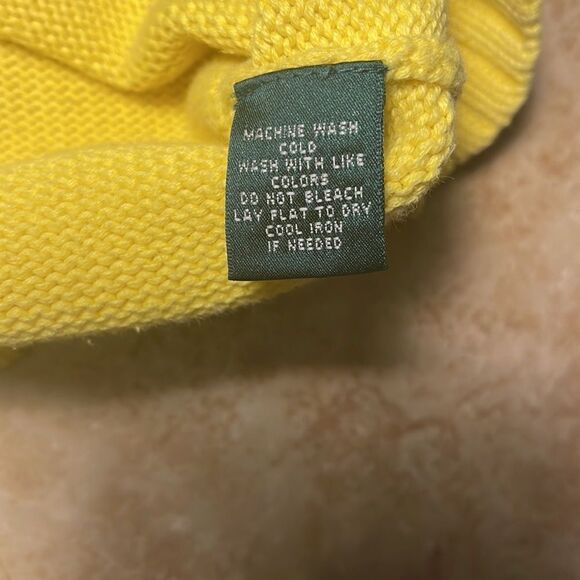 MACHINE WASH
COLD
WASH WITH LIKE
COLORS
DO NOT BLEACH
LAY FLAT TO DRY
COOL IRON
IF NEEDED